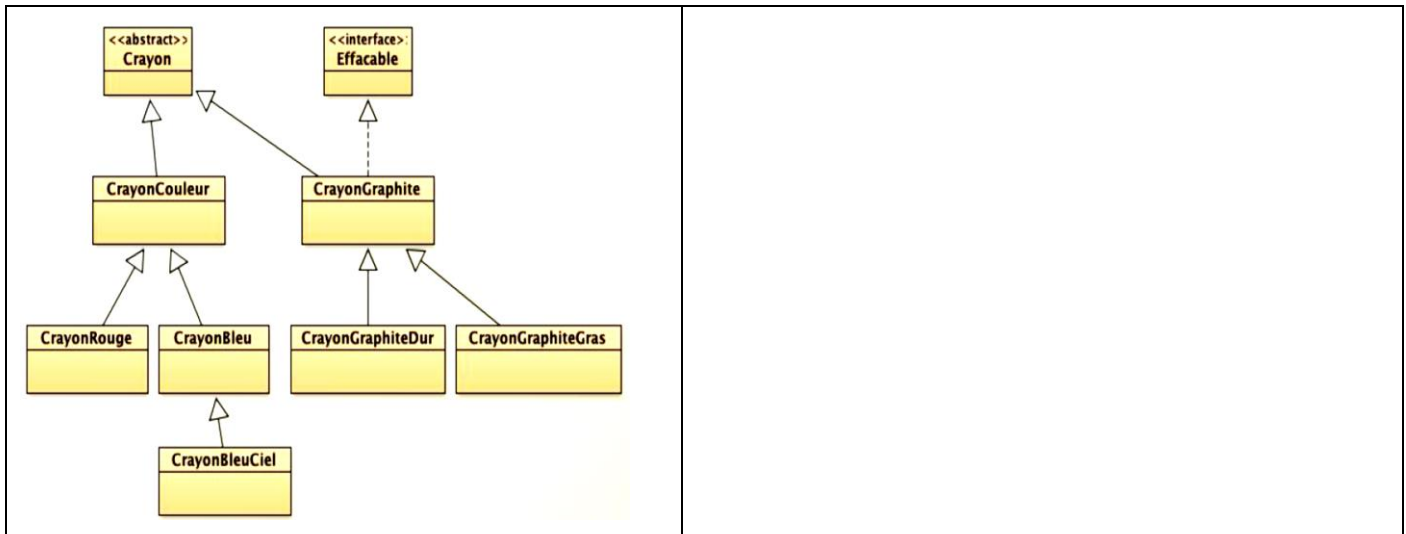 <<abstract>>
Crayon
<<interface>:
Effacable
CrayonCouleur
CrayonGraphite
CrayonRouge
CrayonBleu
CrayonGraphiteDur
CrayonGraphiteGras
CrayonBleuCiel